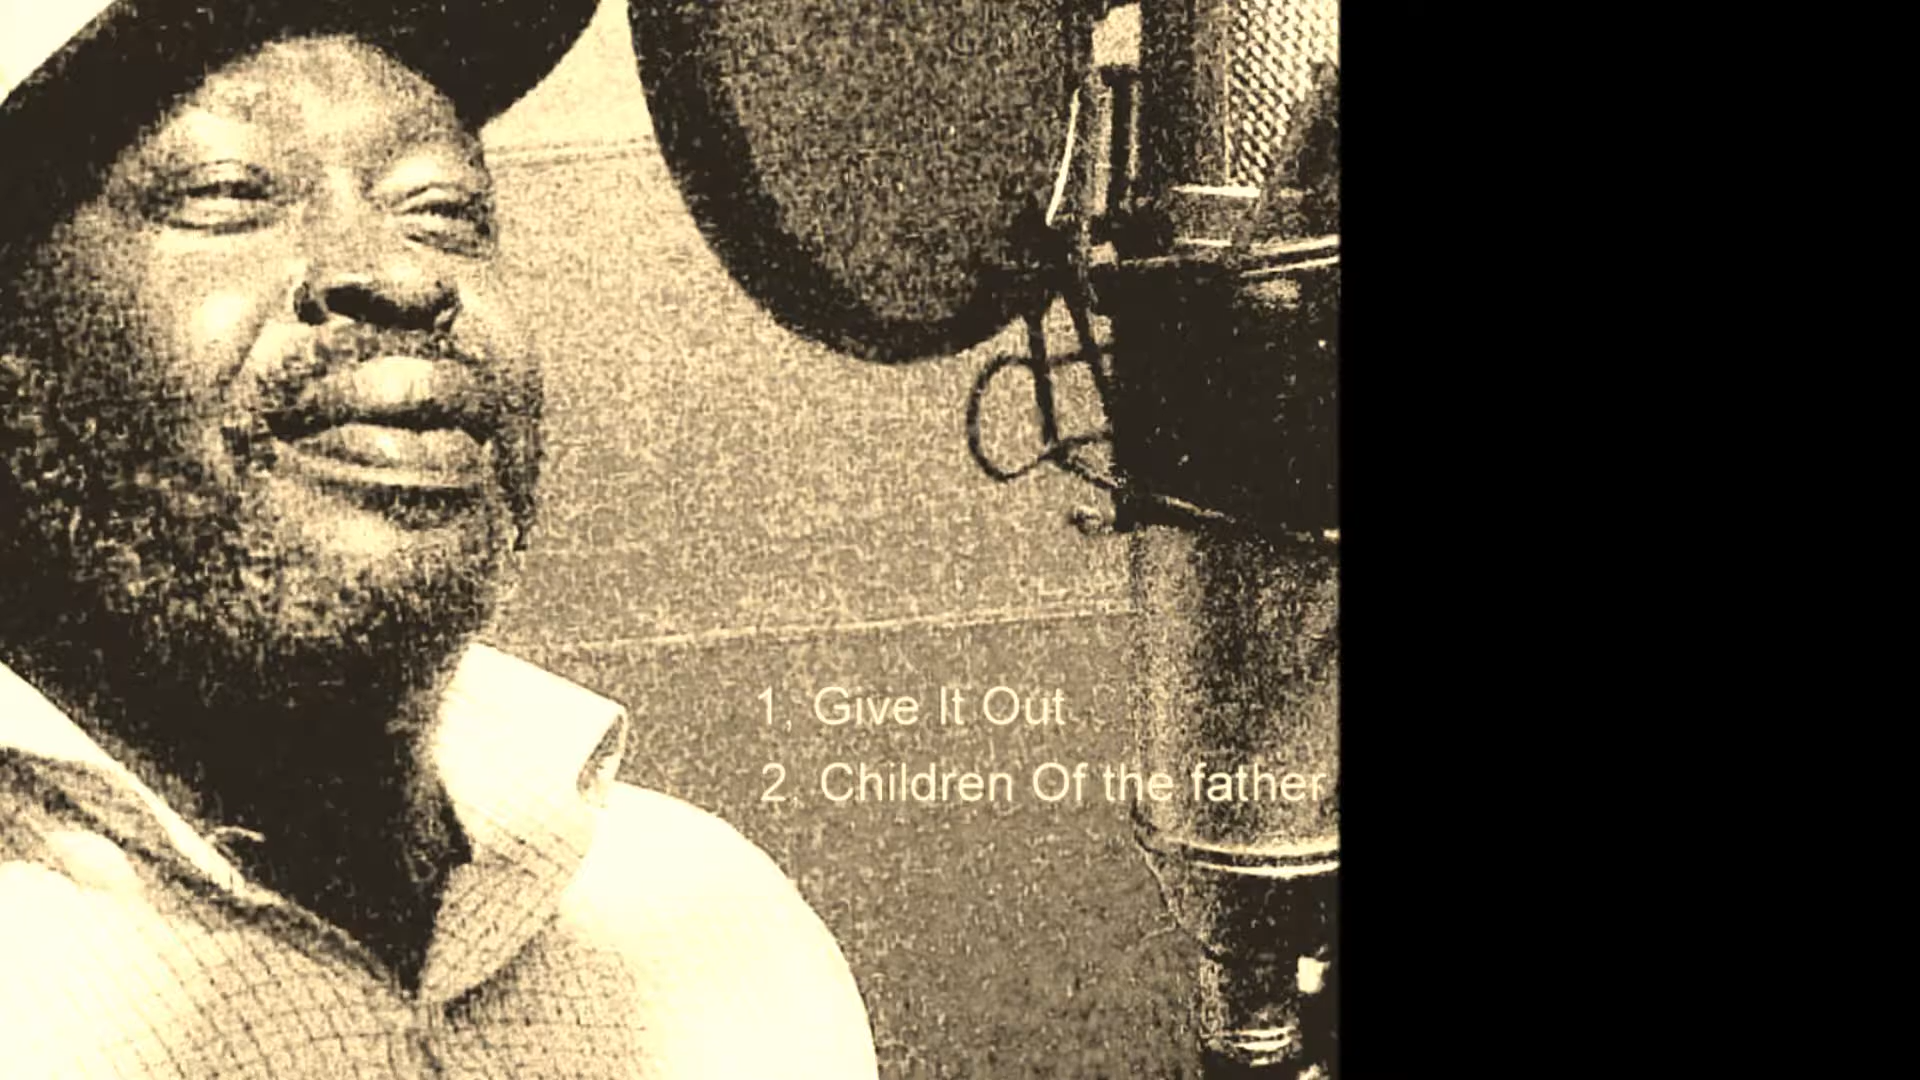 1, Give It Out
2, Children Of the father